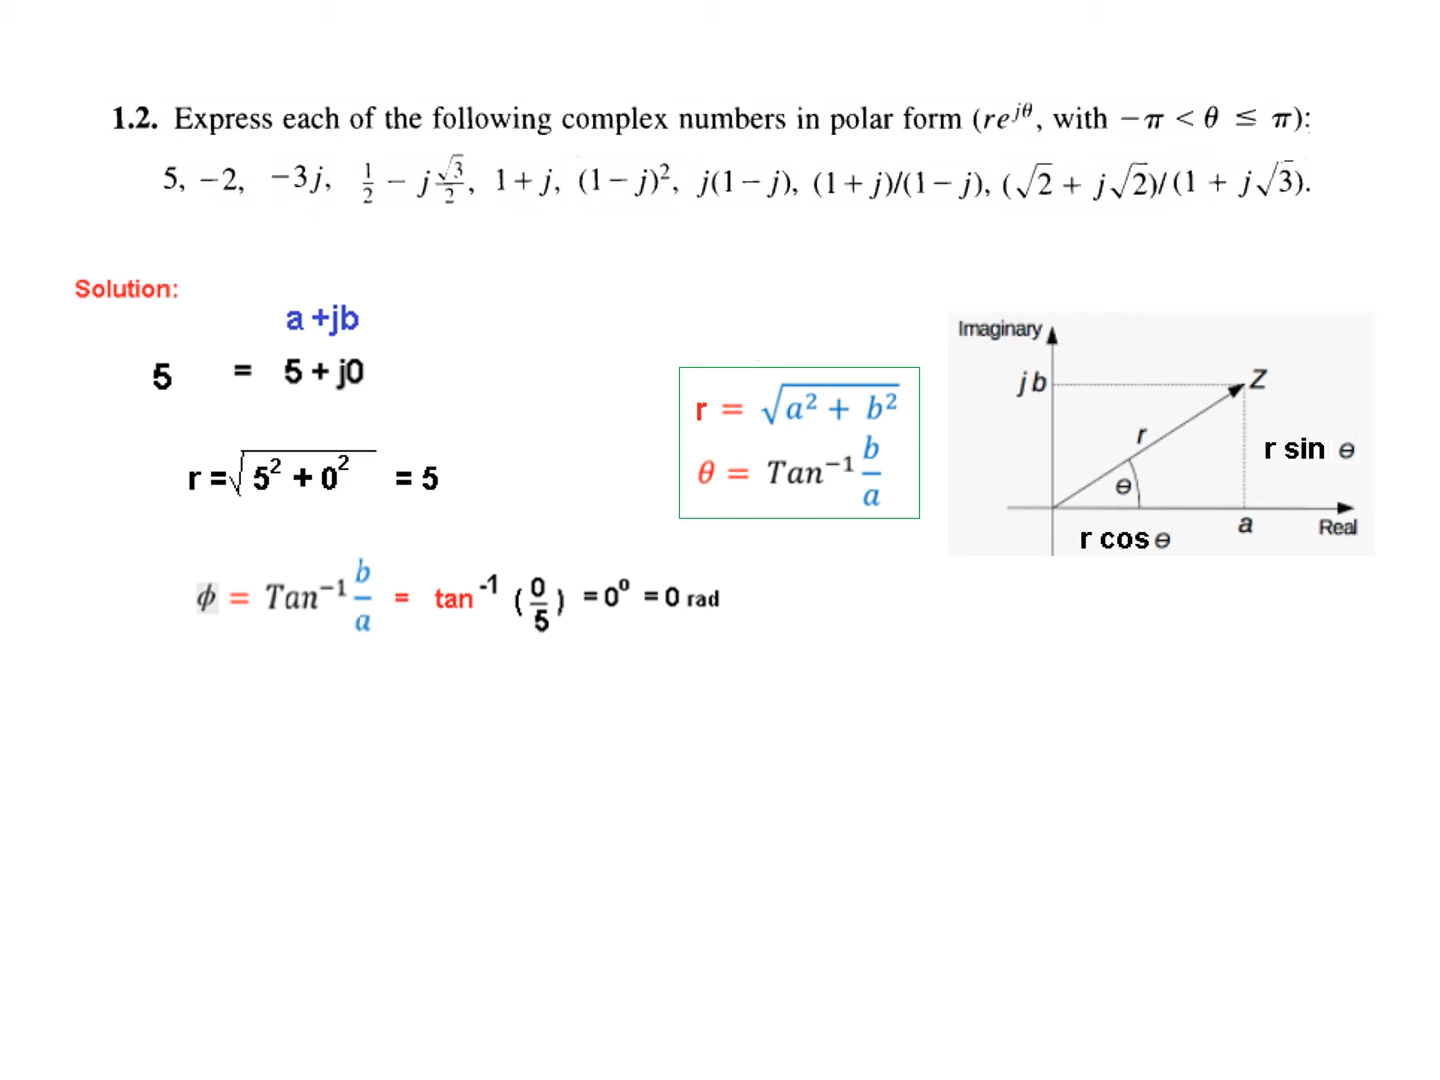 1.2. Express each of the following complex numbers in polar form (re^{jθ}, with −π < θ ≤ π):
5, −2, −3j, 1/2 − j√3/2, 1 + j, (1 − j)², j(1 − j), (1 + j)/(1 − j), (√2 + j√2)/(1 + j√3).
Solution:
a +jb
5 = 5 + j0
r =√5² + 0² = 5
ϕ = Tan⁻¹ b/a = tan⁻¹ (0/5) = 0⁰ = 0 rad
r = √a² + b²
θ = Tan⁻¹ b/a
Imaginary
jb
Z
r
r sin θ
θ
a
Real
r cos θ